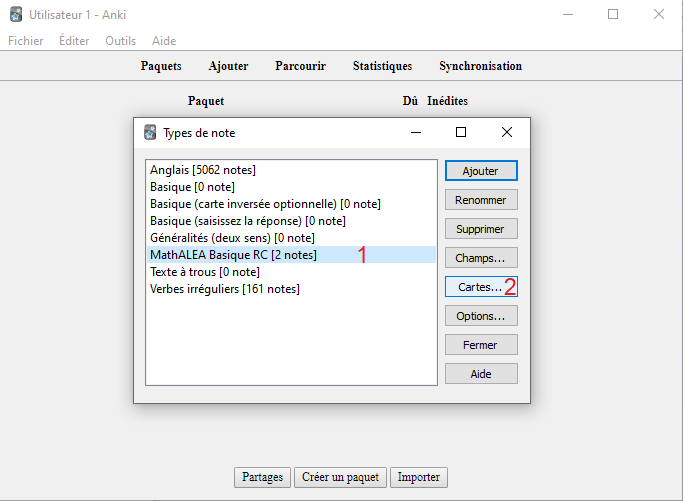 Utilisateur 1 - Anki
Fichier Éditer Outils Aide
Paquets Ajouter Parcourir Statistiques Synchronisation
Paquet Dû Inédites
Types de note
Anglais [5062 notes]
Basique [0 note]
Basique (carte inversée optionnelle) [0 note]
Basique (saisissez la réponse) [0 note]
Généralités (deux sens) [0 note]
MathALEA Basique RC [2 notes] 1
Texte à trous [0 note]
Verbes irréguliers [161 notes]
Ajouter
Renommer
Supprimer
Champs...
Cartes... 2
Options...
Fermer
Aide
Partages Créer un paquet Importer